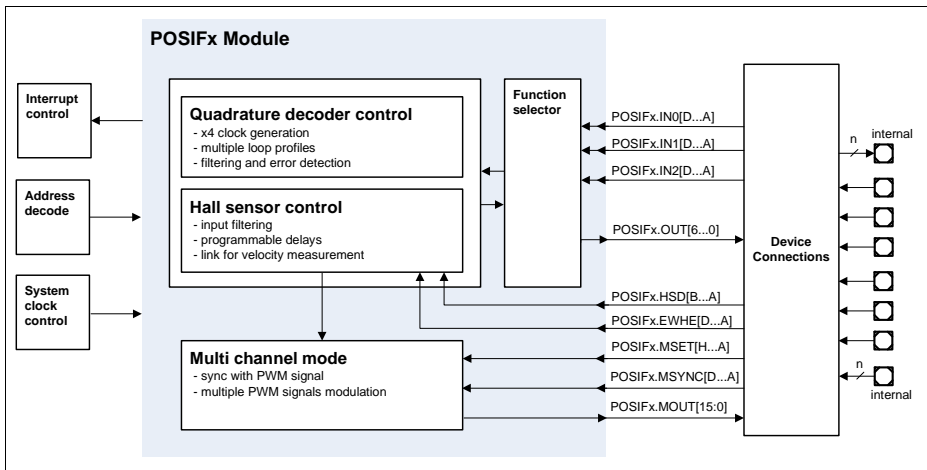 POSIFx Module
Interrupt
control
Address
decode
System
clock
control
Quadrature decoder control
- x4 clock generation
- multiple loop profiles
- filtering and error detection
Hall sensor control
- input filtering
- programmable delays
- link for velocity measurement
Function
selector
Multi channel mode
- sync with PWM signal
- multiple PWM signals modulation
POSIFx.IN0[D...A]
POSIFx.IN1[D...A]
POSIFx.IN2[D...A]
POSIFx.OUT[6...0]
POSIFx.HSD[B...A]
POSIFx.EWHE[D...A]
POSIFx.MSET[H...A]
POSIFx.MSYNC[D...A]
POSIFx.MOUT[15:0]
Device
Connections
n
internal
n
internal